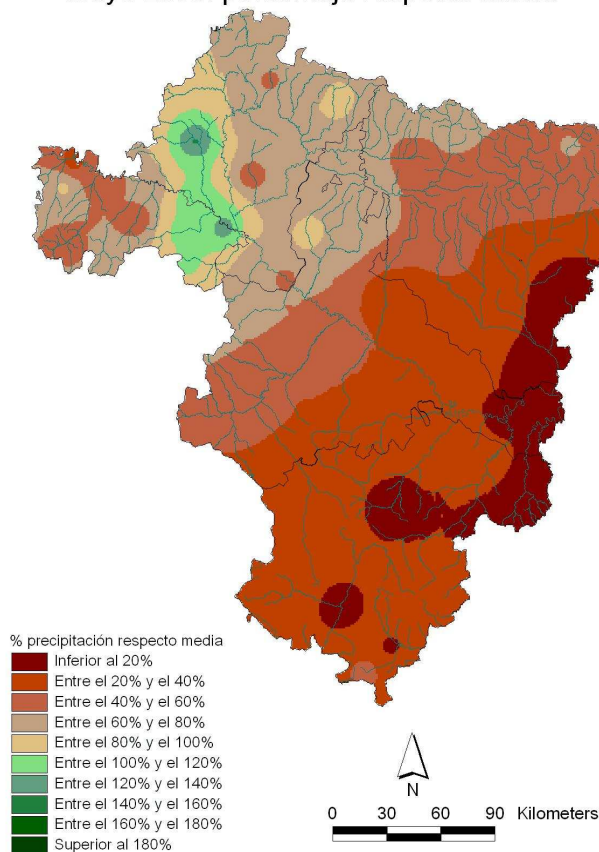 % precipitación respecto media
Inferior al 20%
Entre el 20% y el 40%
Entre el 40% y el 60%
Entre el 60% y el 80%
Entre el 80% y el 100%
Entre el 100% y el 120%
Entre el 120% y el 140%
Entre el 140% y el 160%
Entre el 160% y el 180%
Superior al 180%
N
0 30 60 90 Kilometers